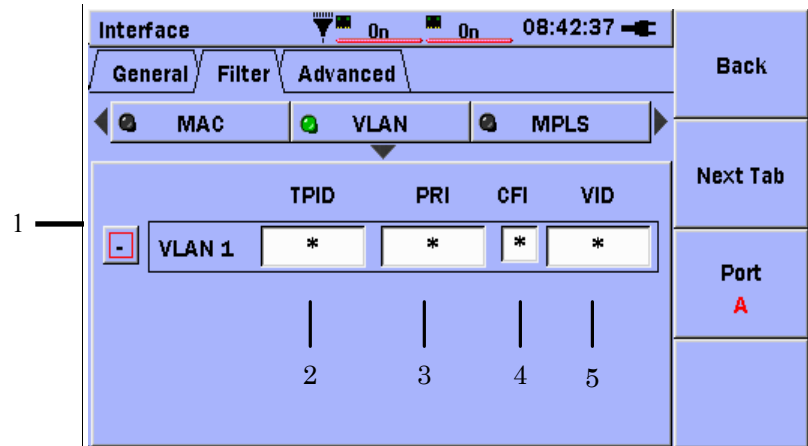 Interface 0n 0n 08:42:37
General Filter Advanced
MAC VLAN MPLS
TPID PRI CFI VID
1
- VLAN 1 * * * *
2 3 4 5
Back
Next Tab
Port
A